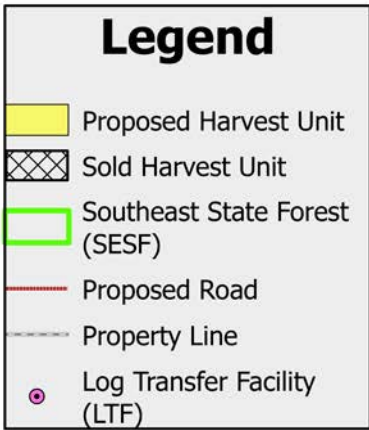 Legend
Proposed Harvest Unit
Sold Harvest Unit
Southeast State Forest
(SESF)
Proposed Road
Property Line
Log Transfer Facility
(LTF)